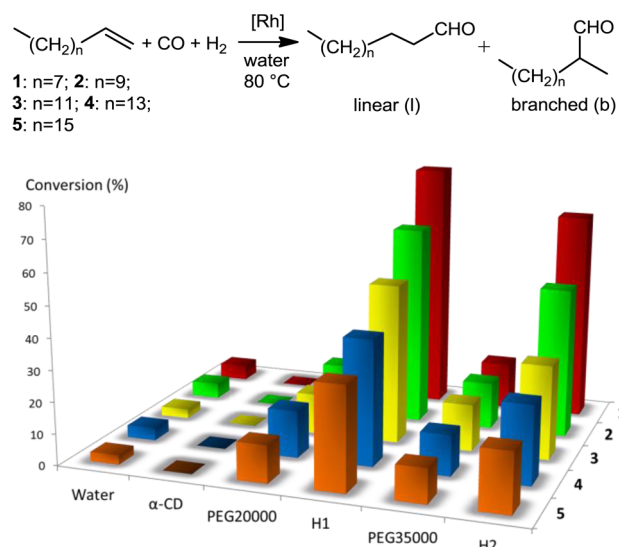 (CH₂)ₙ + CO + H₂ [Rh] water 80 °C (CH₂)ₙ CHO + (CH₂)ₙ CHO
1: n=7; 2: n=9;
3: n=11; 4: n=13;
5: n=15
linear (l) branched (b)
Conversion (%)
80
70
60
50
40
30
20
10
0
Water α-CD PEG20000 H1 PEG35000 H2
2
3
4
5